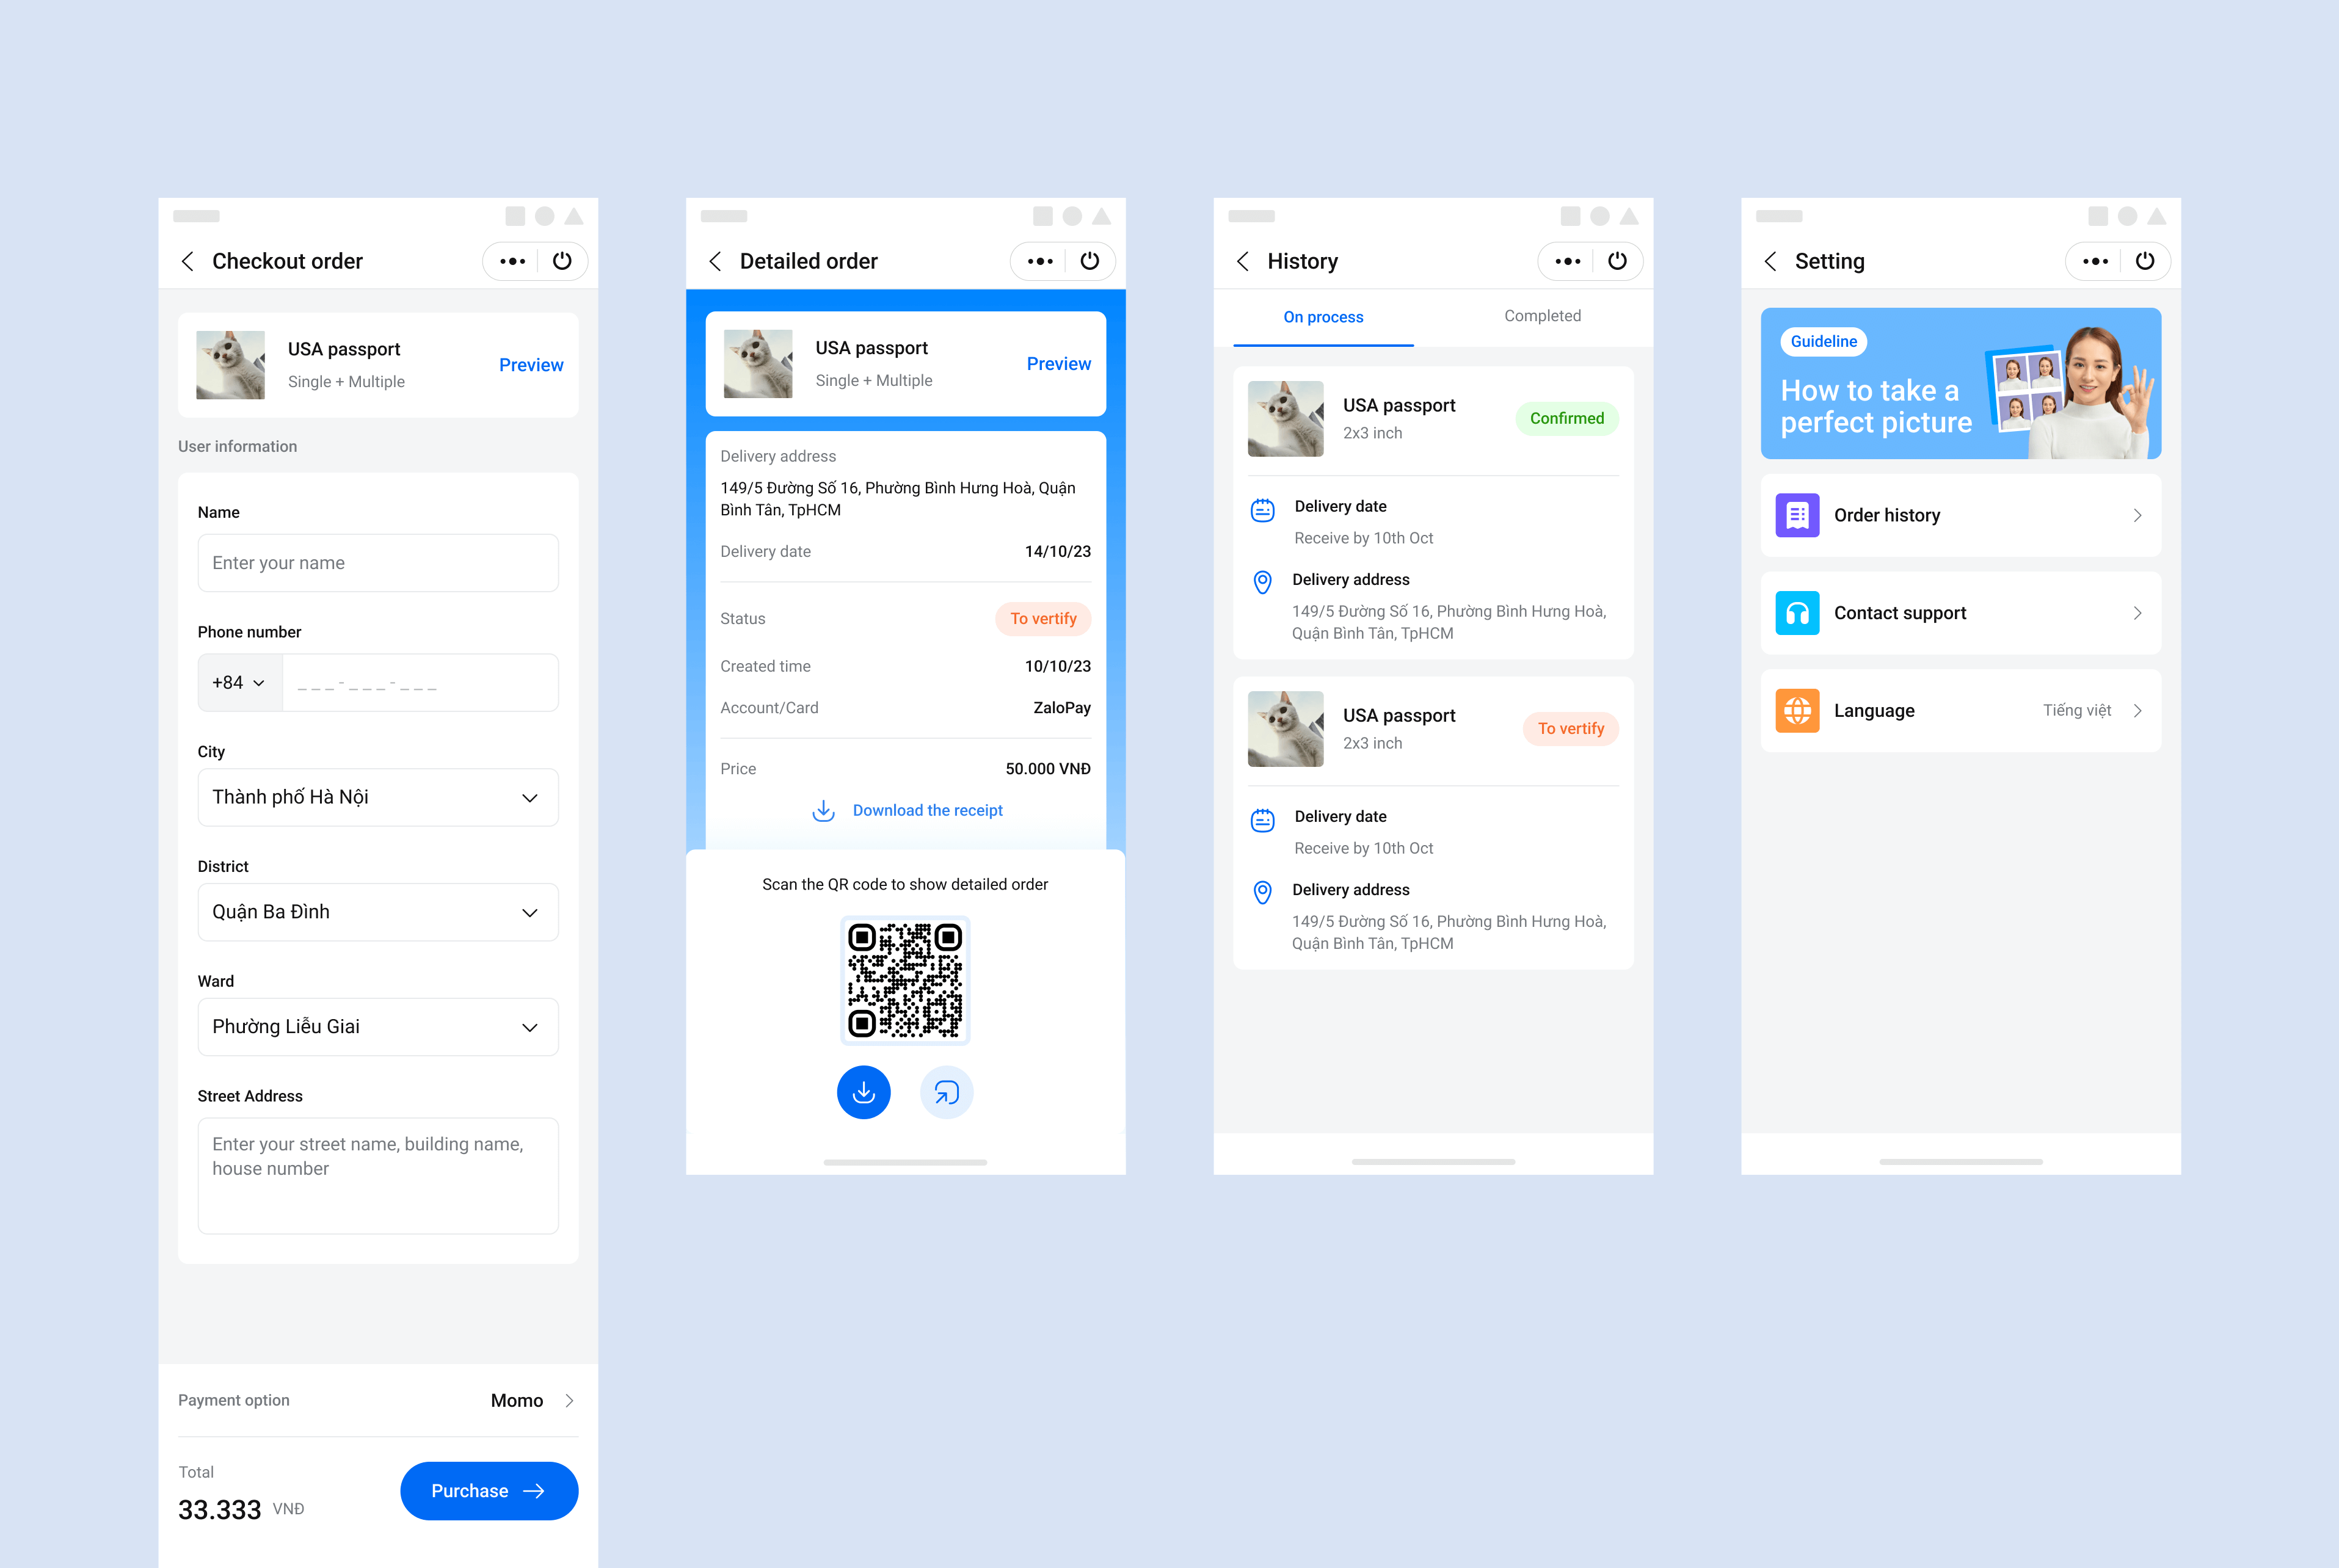 Checkout order
USA passport
Single + Multiple
Preview
User information
Name
Enter your name
Phone number
+84
_ _ _ - _ _ _ - _ _ _
City
Thành phố Hà Nội
District
Quận Ba Đình
Ward
Phường Liễu Giai
Street Address
Enter your street name, building name,
house number
Payment option
Momo
Total
33.333 VNĐ
Purchase
Detailed order
USA passport
Single + Multiple
Preview
Delivery address
149/5 Đường Số 16, Phường Bình Hưng Hoà, Quận
Bình Tân, TpHCM
Delivery date 14/10/23
Status To vertify
Created time 10/10/23
Account/Card ZaloPay
Price 50.000 VNĐ
Download the receipt
Scan the QR code to show detailed order
History
On process Completed
USA passport
2x3 inch
Confirmed
Delivery date
Receive by 10th Oct
Delivery address
149/5 Đường Số 16, Phường Bình Hưng Hoà,
Quận Bình Tân, TpHCM
USA passport
2x3 inch
To vertify
Delivery date
Receive by 10th Oct
Delivery address
149/5 Đường Số 16, Phường Bình Hưng Hoà,
Quận Bình Tân, TpHCM
Setting
Guideline
How to take a
perfect picture
Order history
Contact support
Language Tiếng việt